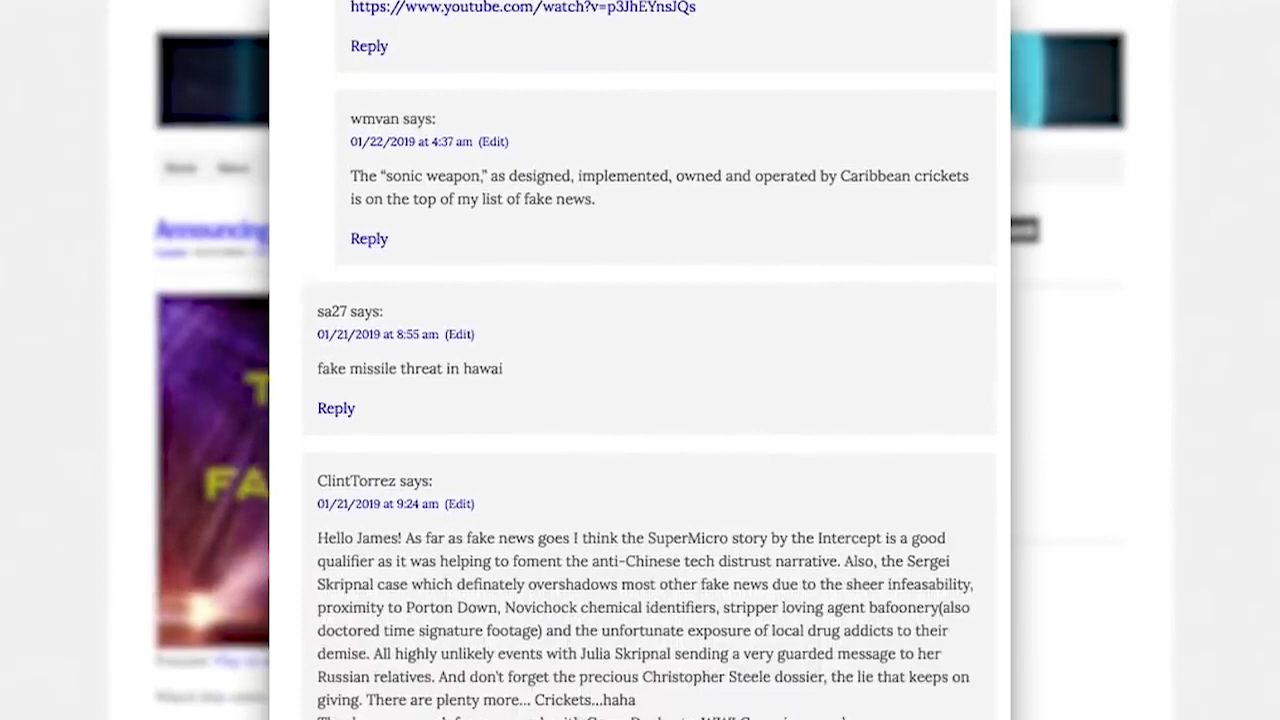 https://www.youtube.com/watch?v=p3JhEYnsJQs
Reply
wmvan says:
01/22/2019 at 4:37 am (Edit)
The “sonic weapon,” as designed, implemented, owned and operated by Caribbean crickets
is on the top of my list of fake news.
Reply
sa27 says:
01/21/2019 at 8:55 am (Edit)
fake missile threat in hawai
Reply
ClintTorrez says:
01/21/2019 at 9:24 am (Edit)
Hello James! As far as fake news goes I think the SuperMicro story by the Intercept is a good
qualifier as it was helping to foment the anti-Chinese tech distrust narrative. Also, the Sergei
Skripnal case which definately overshadows most other fake news due to the sheer infeasability,
proximity to Porton Down, Novichock chemical identifiers, stripper loving agent bafoonery(also
doctored time signature footage) and the unfortunate exposure of local drug addicts to their
demise. All highly unlikely events with Julia Skripnal sending a very guarded message to her
Russian relatives. And don't forget the precious Christopher Steele dossier, the lie that keeps on
giving. There are plenty more... Crickets...haha
Announcing
T
FA